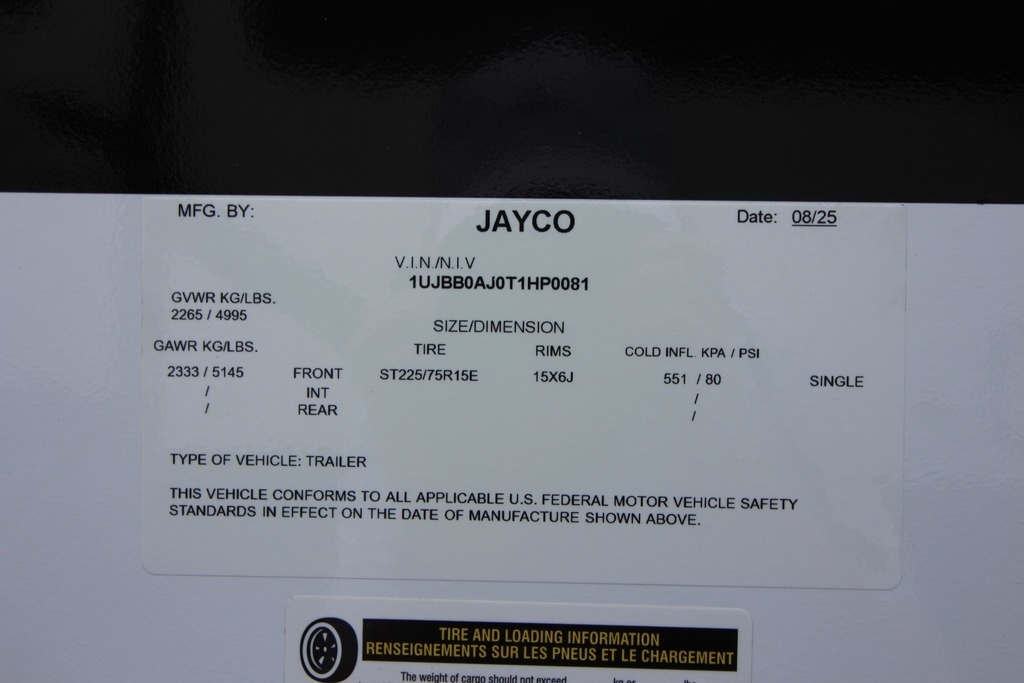 MFG. BY: JAYCO Date: 08/25
V.I.N./N.I.V
1UJBB0AJ0T1HP0081
GVWR KG/LBS.
2265 / 4995
SIZE/DIMENSION
GAWR KG/LBS. TIRE RIMS COLD INFL. KPA / PSI
2333 / 5145 FRONT ST225/75R15E 15X6J 551 / 80 SINGLE
/ INT /
/ REAR /
TYPE OF VEHICLE: TRAILER
THIS VEHICLE CONFORMS TO ALL APPLICABLE U.S. FEDERAL MOTOR VEHICLE SAFETY
STANDARDS IN EFFECT ON THE DATE OF MANUFACTURE SHOWN ABOVE.
TIRE AND LOADING INFORMATION
RENSEIGNEMENTS SUR LES PNEUS ET LE CHARGEMENT
The weight of cargo should not exceed kg or lbs